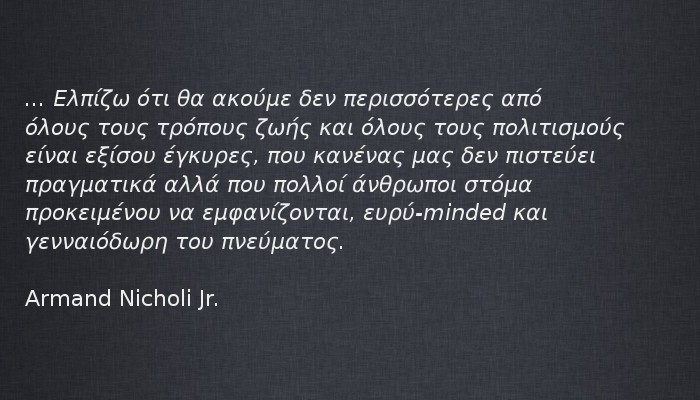 ... Ελπίζω ότι θα ακούμε δεν περισσότερες από
όλους τους τρόπους ζωής και όλους τους πολιτισμούς
είναι εξίσου έγκυρες, που κανένας μας δεν πιστεύει
πραγματικά αλλά που πολλοί άνθρωποι στόμα
προκειμένου να εμφανίζονται, ευρύ-minded και
γενναιόδωρη του πνεύματος.
Armand Nicholi Jr.